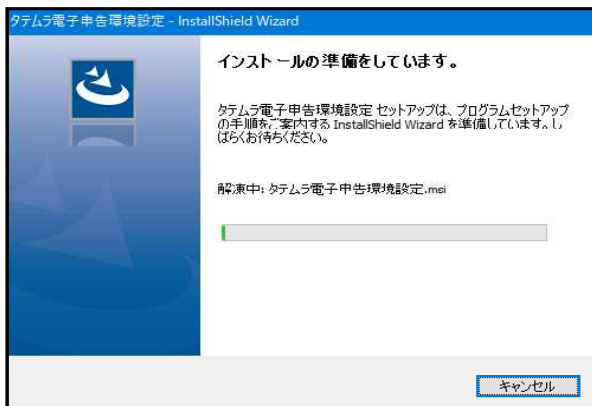 タテムラ電子申告環境設定 - InstallShield Wizard
インストールの準備をしています。
タテムラ電子申告環境設定 セットアップは、プログラムセットアップ
の手順をご案内する InstallShield Wizard を準備しています。し
ばらくお待ちください。
解凍中: タテムラ電子申告環境設定.msi
キャンセル